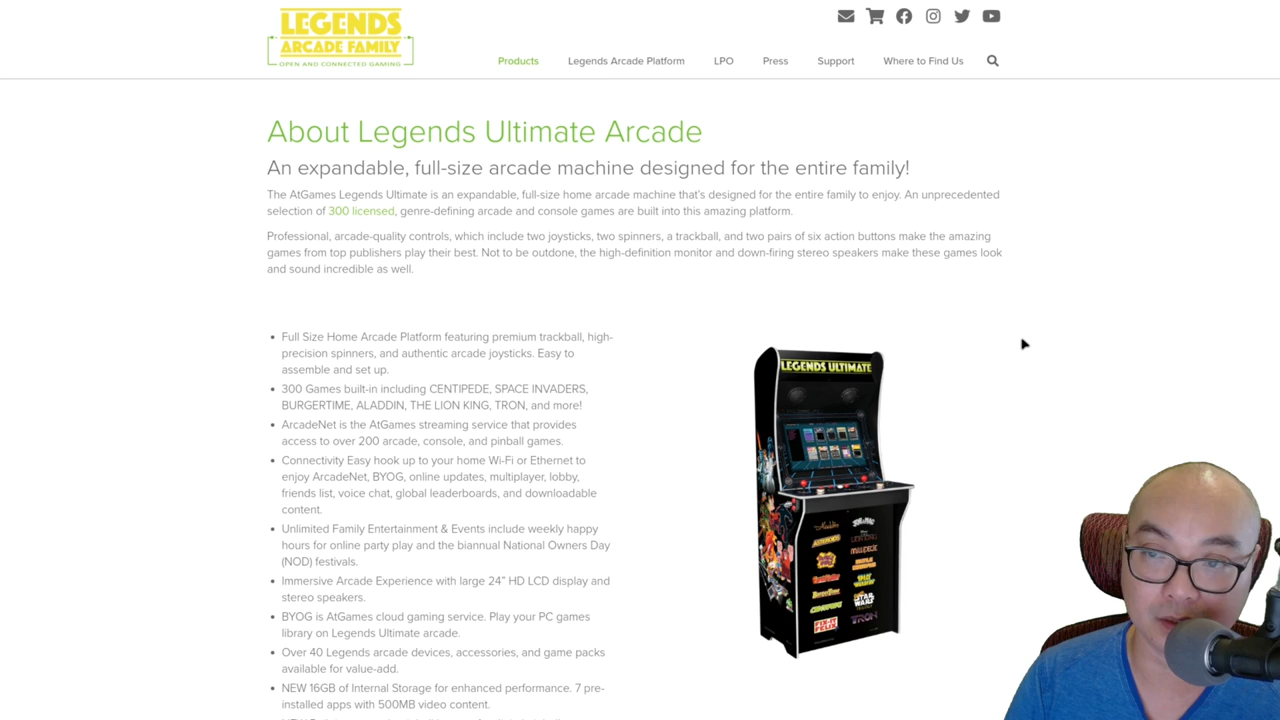 LEGENDS
ARCADE FAMILY
OPEN AND CONNECTED GAMING
Products
Legends Arcade Platform
LPO
Press
Support
Where to Find Us
About Legends Ultimate Arcade
An expandable, full-size arcade machine designed for the entire family!
The AtGames Legends Ultimate is an expandable, full-size home arcade machine that's designed for the entire family to enjoy. An unprecedented
selection of 300 licensed, genre-defining arcade and console games are built into this amazing platform.
Professional, arcade-quality controls, which include two joysticks, two spinners, a trackball, and two pairs of six action buttons make the amazing
games from top publishers play their best. Not to be outdone, the high-definition monitor and down-firing stereo speakers make these games look
and sound incredible as well.
• Full Size Home Arcade Platform featuring premium trackball, high-
precision spinners, and authentic arcade joysticks. Easy to
assemble and set up.
• 300 Games built-in including CENTIPEDE, SPACE INVADERS,
BURGERTIME, ALADDIN, THE LION KING, TRON, and more!
• ArcadeNet is the AtGames streaming service that provides
access to over 200 arcade, console, and pinball games.
• Connectivity Easy hook up to your home Wi-Fi or Ethernet to
enjoy ArcadeNet, BYOG, online updates, multiplayer, lobby,
friends list, voice chat, global leaderboards, and downloadable
content.
• Unlimited Family Entertainment & Events include weekly happy
hours for online party play and the biannual National Owners Day
(NOD) festivals.
• Immersive Arcade Experience with large 24" HD LCD display and
stereo speakers.
• BYOG is AtGames cloud gaming service. Play your PC games
library on Legends Ultimate arcade.
• Over 40 Legends arcade devices, accessories, and game packs
available for value-add.
• NEW 16GB of Internal Storage for enhanced performance. 7 pre-
installed apps with 500MB video content.
LEGENDS ULTIMATE
Aladdin
ASTEROIDS
CENTIPEDE
FIX-IT
FELIX
STAR
WARS
TRON